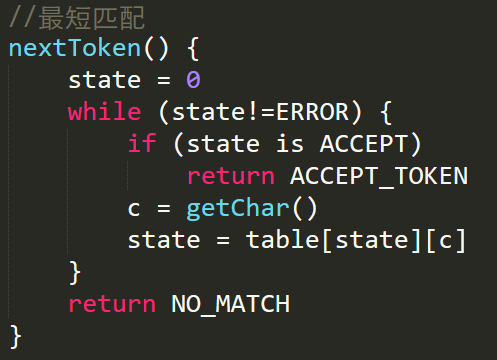 //最短匹配
nextToken() {
    state = 0
    while (state!=ERROR) {
        if (state is ACCEPT)
            return ACCEPT_TOKEN
        c = getChar()
        state = table[state][c]
    }
    return NO_MATCH
}